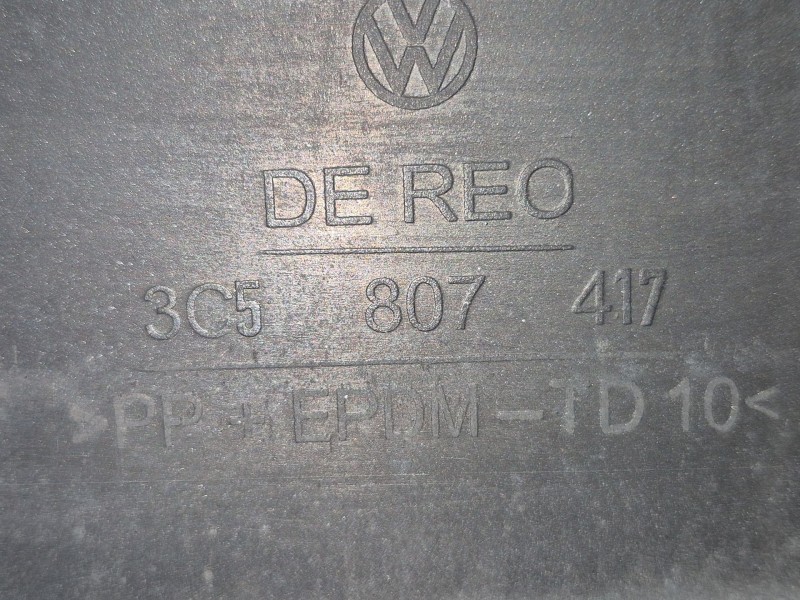 DE REO
3C5 807 417
>PP + EPDM - TD 10<